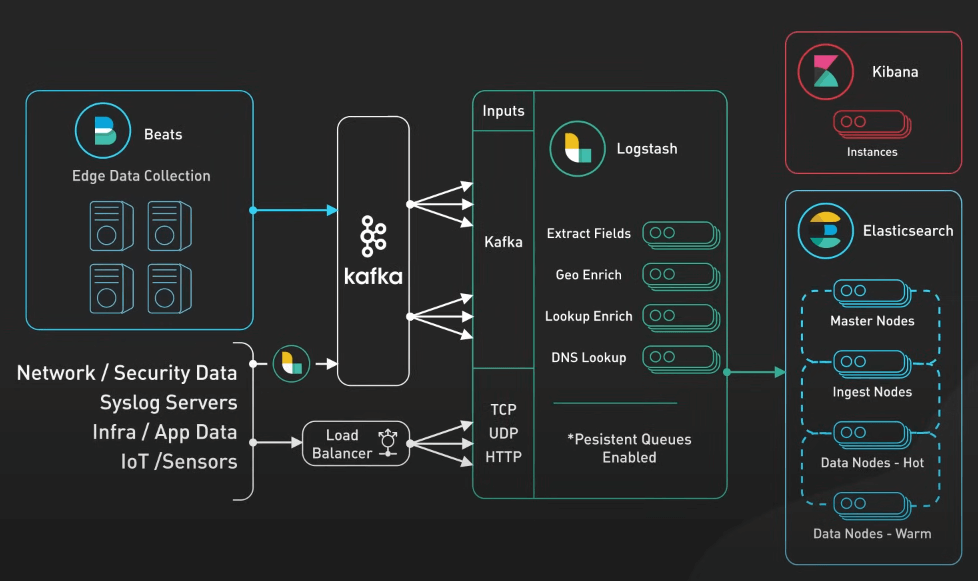 Beats
Edge Data Collection
Network / Security Data
Syslog Servers
Infra / App Data
IoT /Sensors
kafka
Load
Balancer
Inputs
Kafka
TCP
UDP
HTTP
Logstash
Extract Fields
Geo Enrich
Lookup Enrich
DNS Lookup
*Pesistent Queues
Enabled
Kibana
Instances
Elasticsearch
Master Nodes
Ingest Nodes
Data Nodes - Hot
Data Nodes - Warm